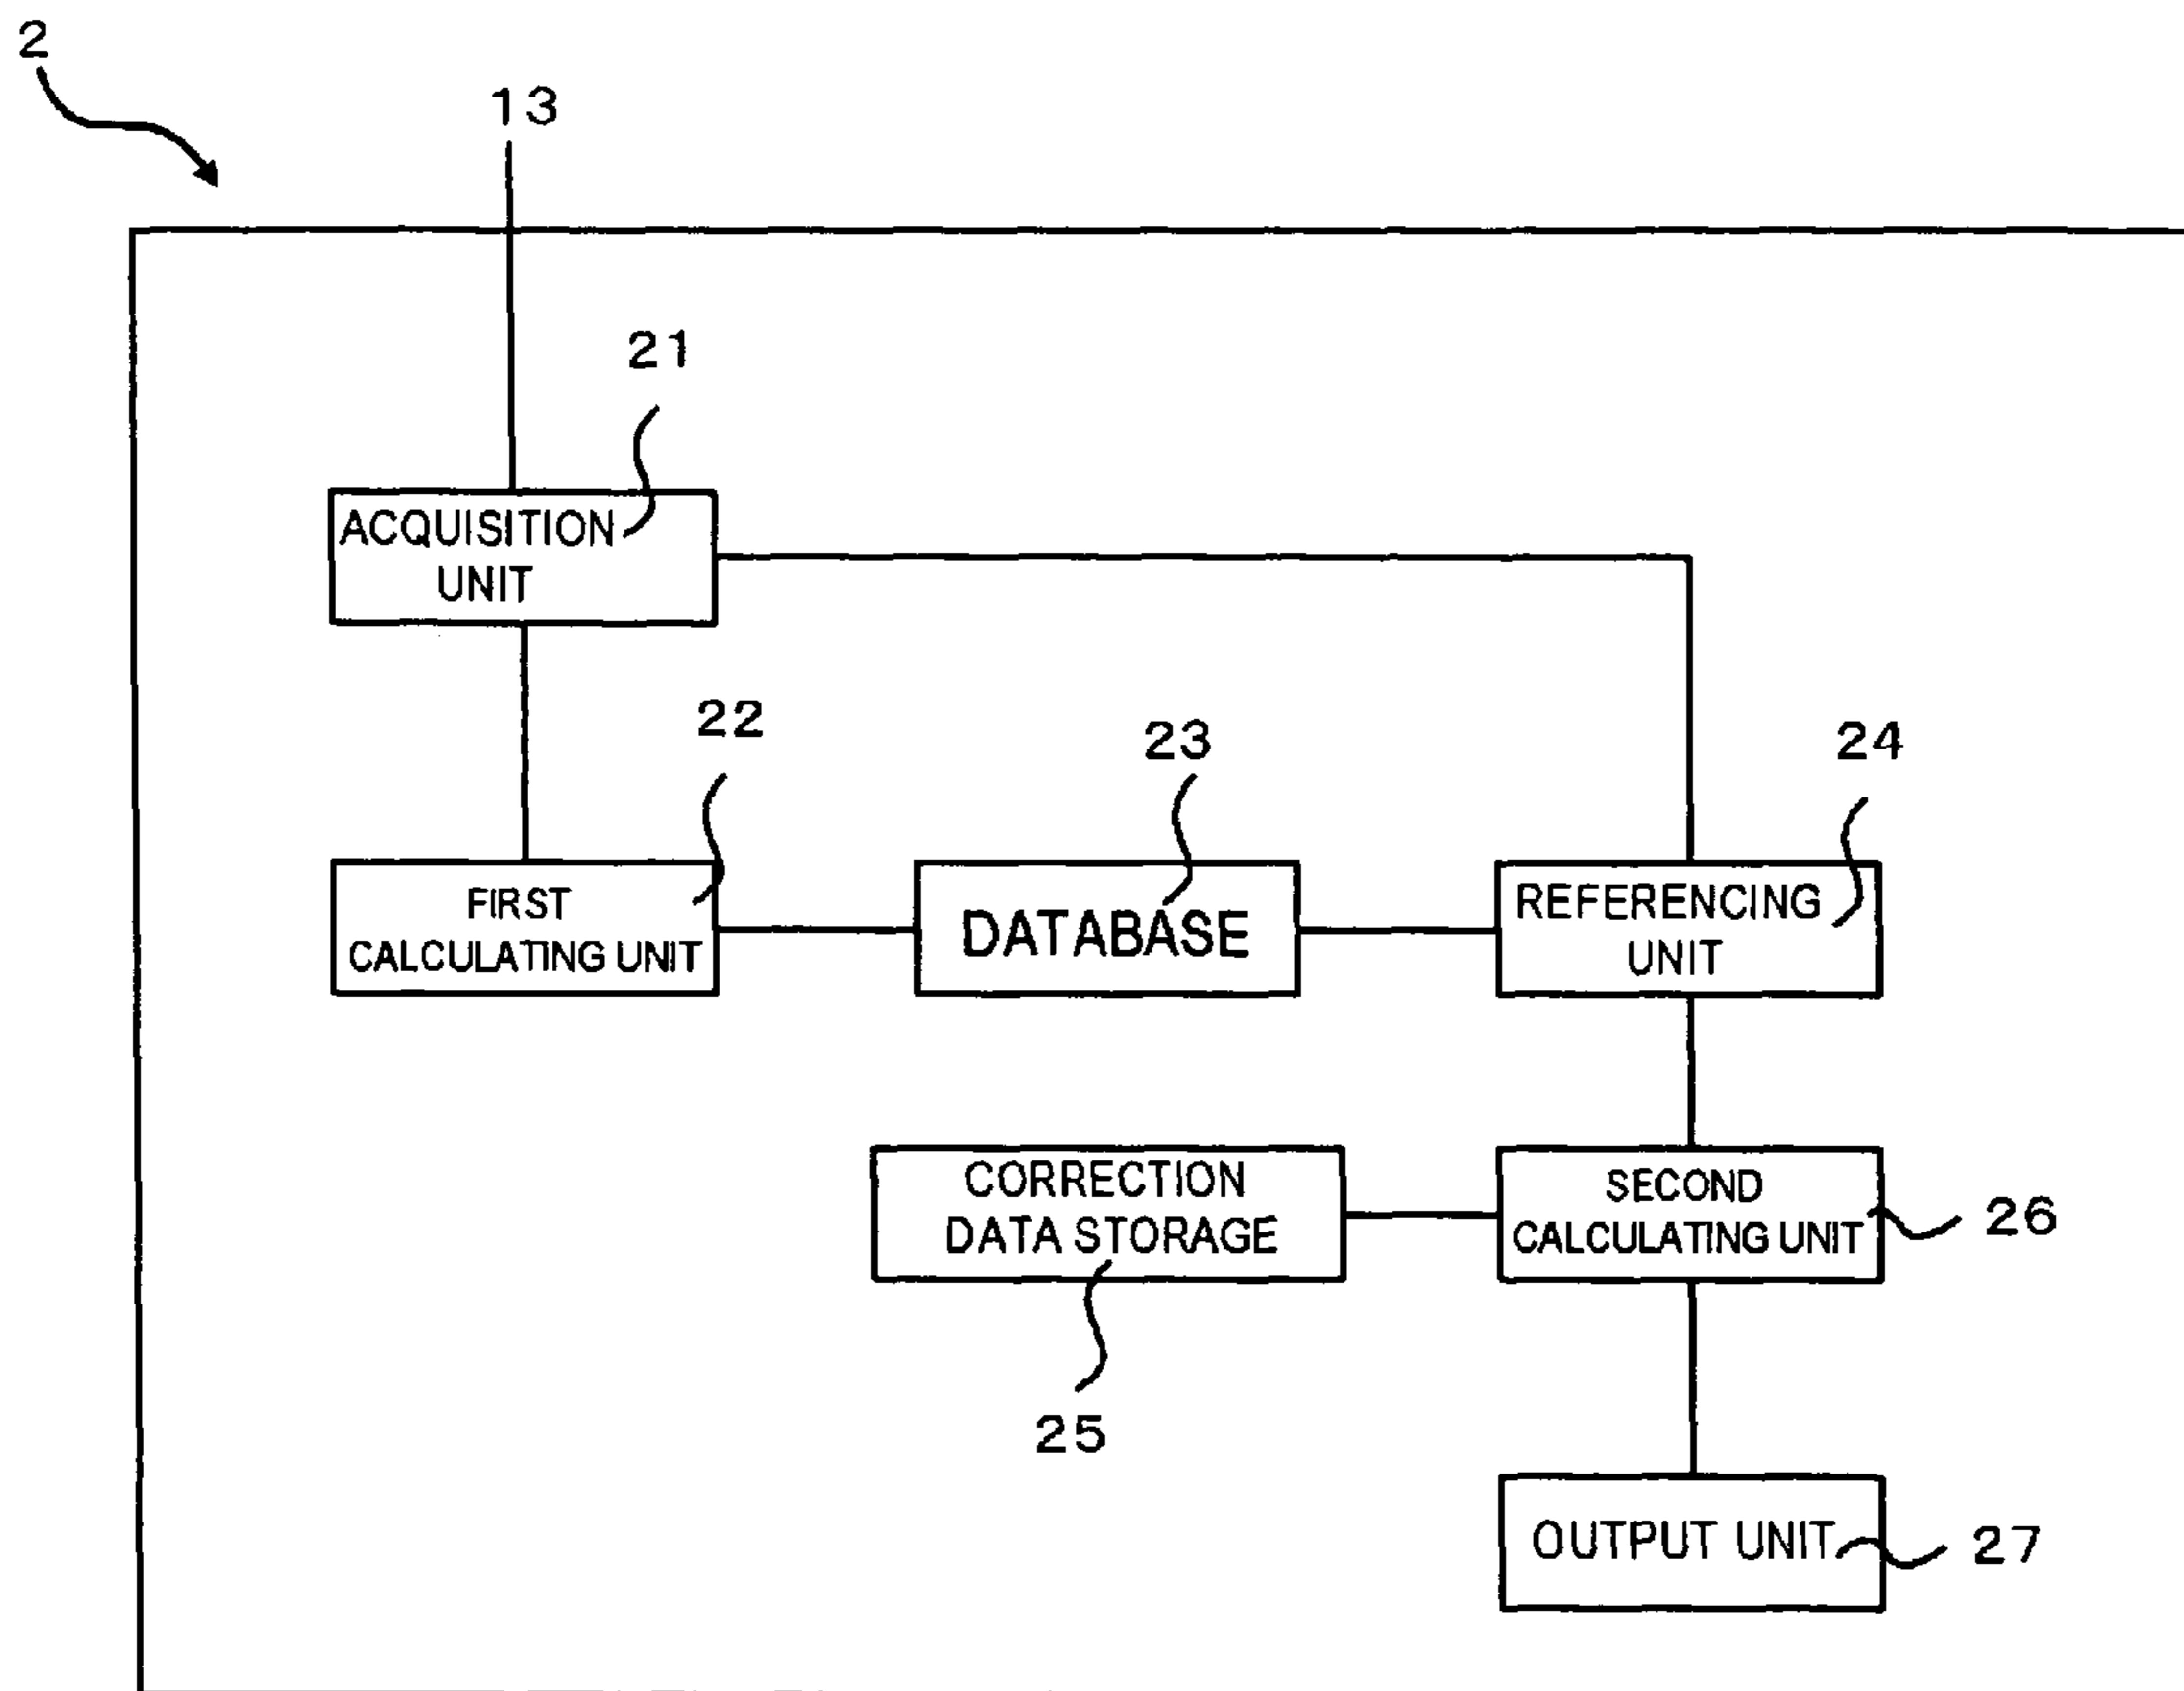 2
13
21
ACQUISITION
UNIT
22
23
24
FIRST
CALCULATING UNIT
DATABASE
REFERENCING
UNIT
CORRECTION
DATA STORAGE
SECOND
CALCULATING UNIT
26
25
OUTPUT UNIT
27